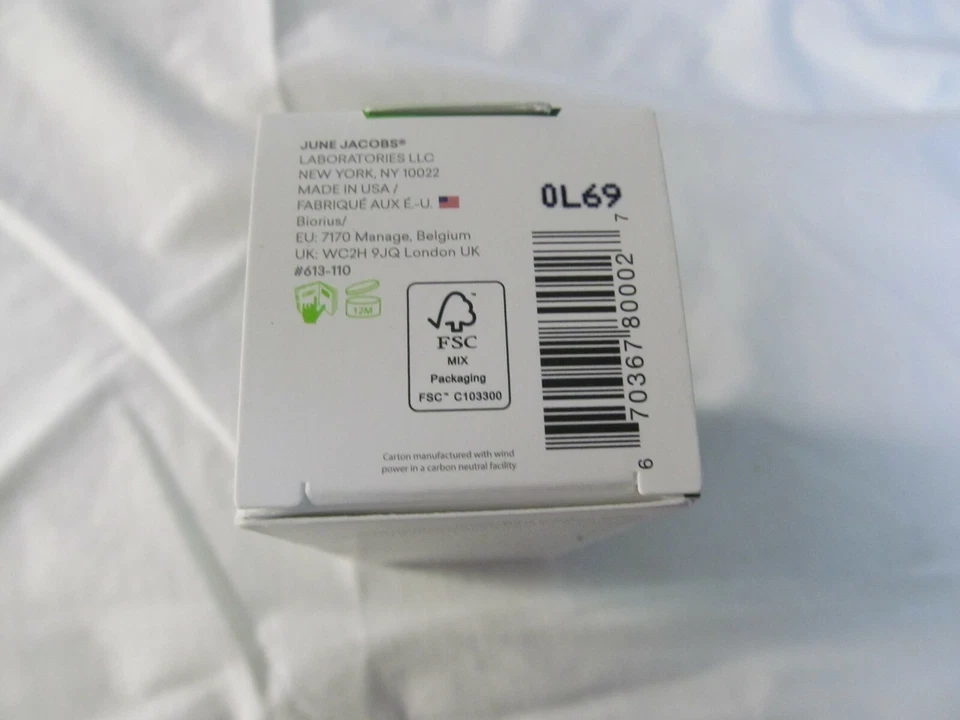 JUNE JACOBS®
LABORATORIES LLC
NEW YORK, NY 10022
MADE IN USA /
FABRIQUÉ AUX É.-U.
Biorius/
EU: 7170 Manage, Belgium
UK: WC2H 9JQ London UK
#613-110
12M
FSC
MIX
Packaging
FSC™ C103300
Carton manufactured with wind
power in a carbon neutral facility
0L69
6 70367 80002 7